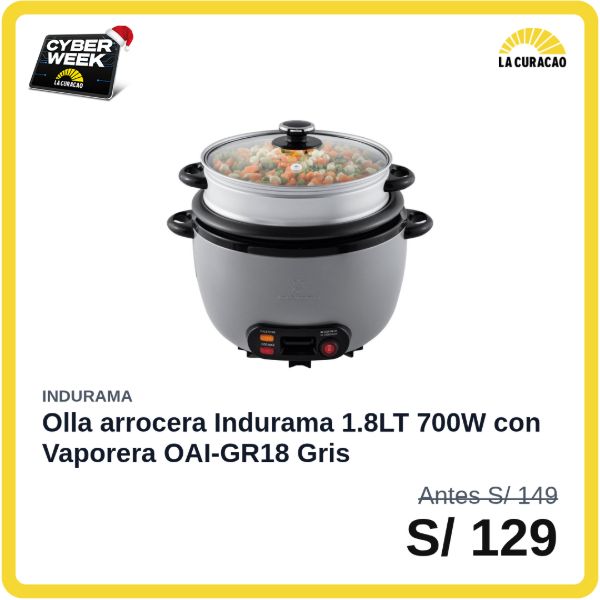 CYBER
WEEK
LA CURACAO
LA CURACAO
INDURAMA
Olla arrocera Indurama 1.8LT 700W con
Vaporera OAI-GR18 Gris
Antes S/ 149
S/ 129